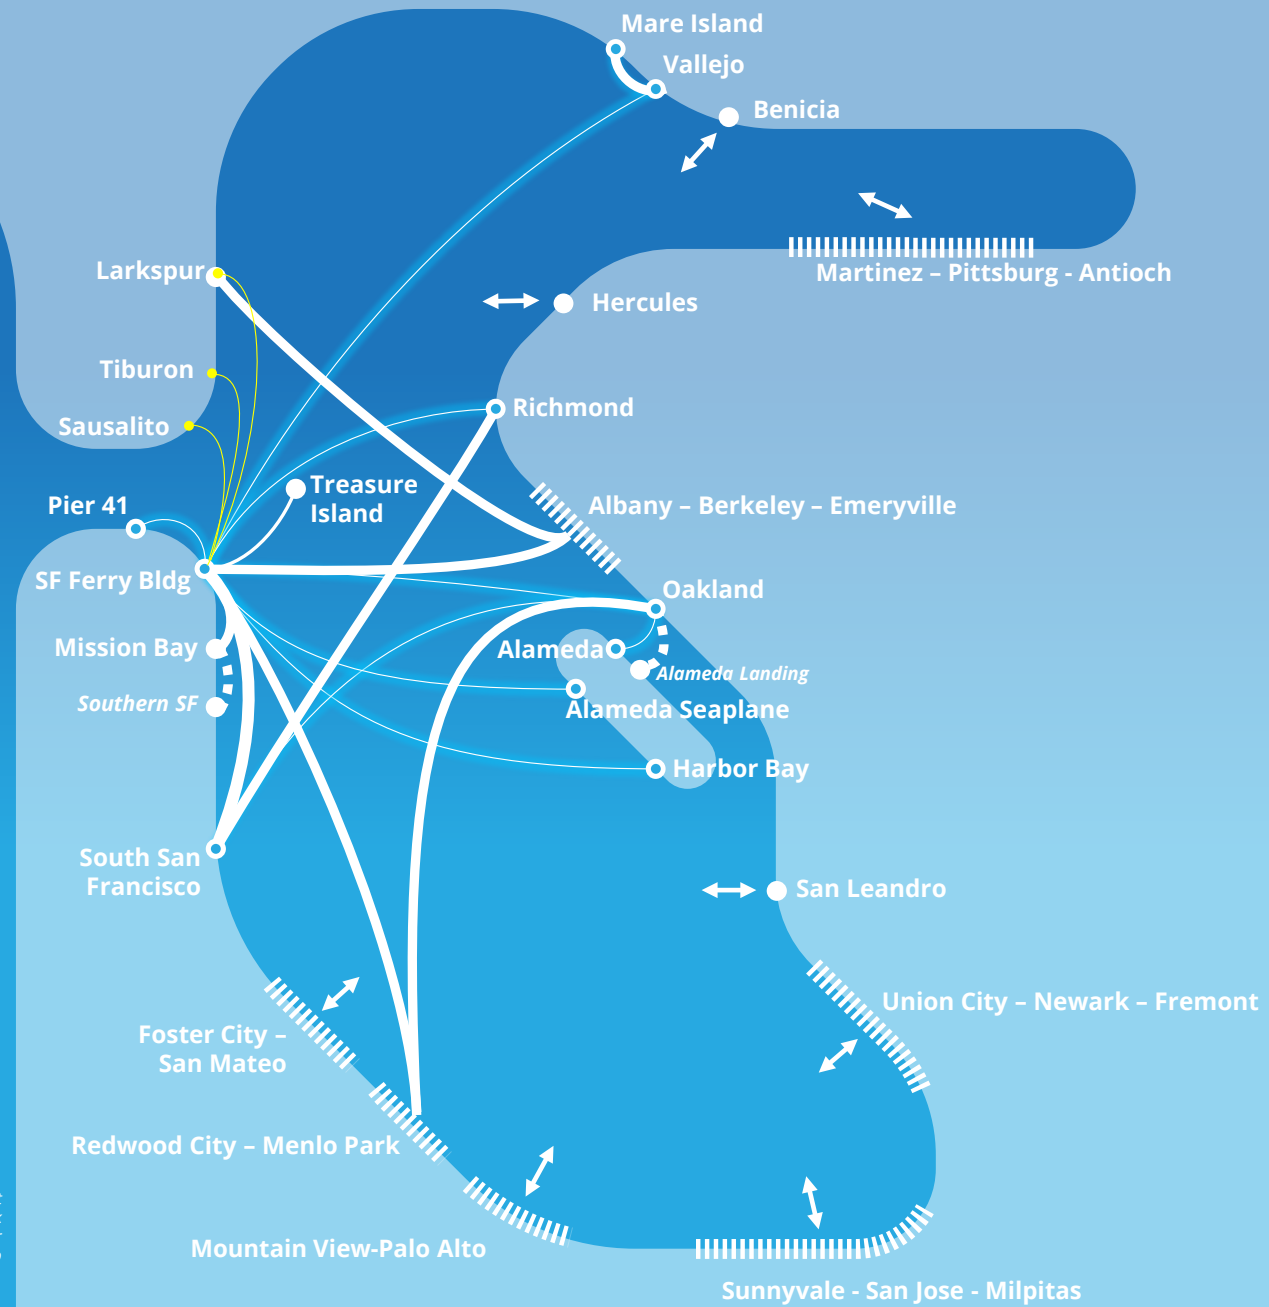 Mare Island
Vallejo
Benicia
Larkspur
Martinez – Pittsburg - Antioch
Hercules
Tiburon
Richmond
Sausalito
Treasure
Island
Pier 41
Albany – Berkeley – Emeryville
SF Ferry Bldg
Oakland
Mission Bay
Alameda
Alameda Landing
Southern SF
Alameda Seaplane
Harbor Bay
South San
Francisco
San Leandro
Union City – Newark – Fremont
Foster City –
San Mateo
Redwood City – Menlo Park
Mountain View-Palo Alto
Sunnyvale - San Jose - Milpitas